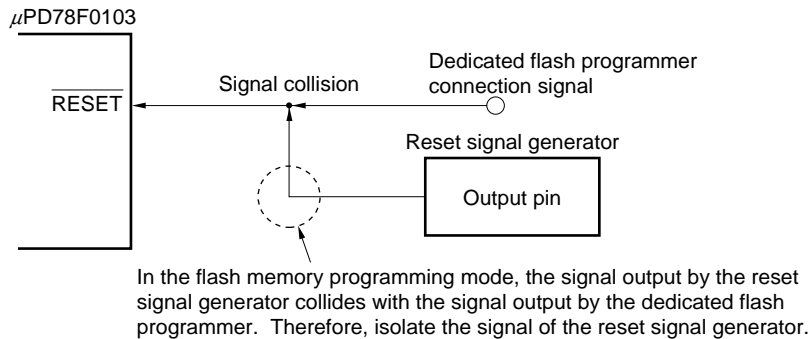 μPD78F0103
Dedicated flash programmer
connection signal
Signal collision
RESET
Reset signal generator
Output pin
In the flash memory programming mode, the signal output by the reset
signal generator collides with the signal output by the dedicated flash
programmer.  Therefore, isolate the signal of the reset signal generator.